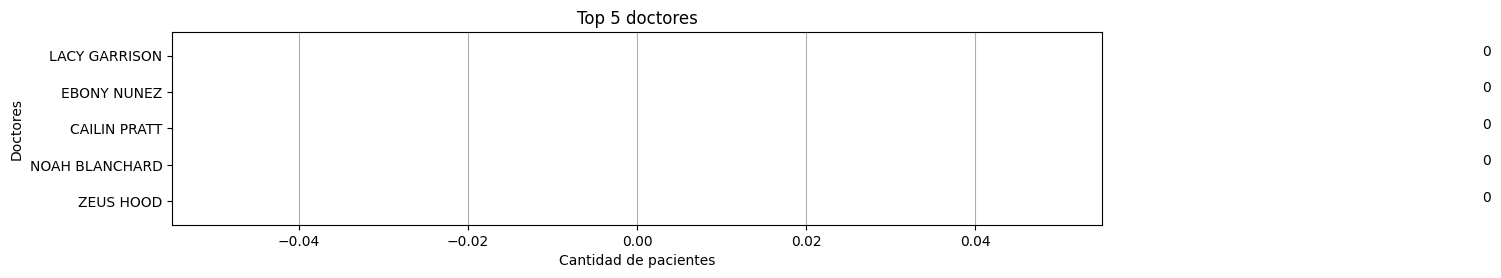 Top 5 doctores
LACY GARRISON 0
EBONY NUNEZ 0
CAILIN PRATT 0
NOAH BLANCHARD 0
ZEUS HOOD 0
Doctores
−0.04 −0.02 0.00 0.02 0.04
Cantidad de pacientes